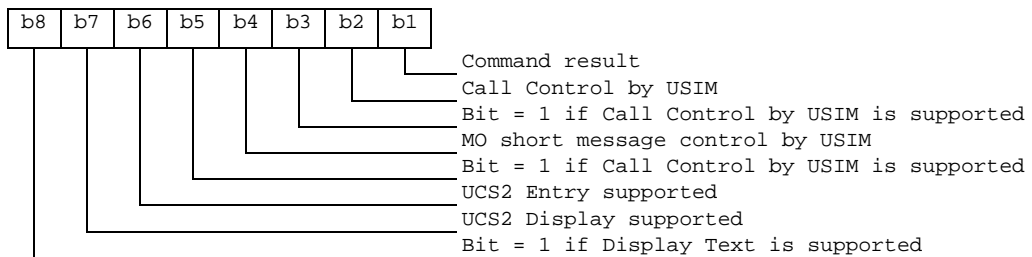 b8 b7 b6 b5 b4 b3 b2 b1
Command result
Call Control by USIM
Bit = 1 if Call Control by USIM is supported
MO short message control by USIM
Bit = 1 if Call Control by USIM is supported
UCS2 Entry supported
UCS2 Display supported
Bit = 1 if Display Text is supported